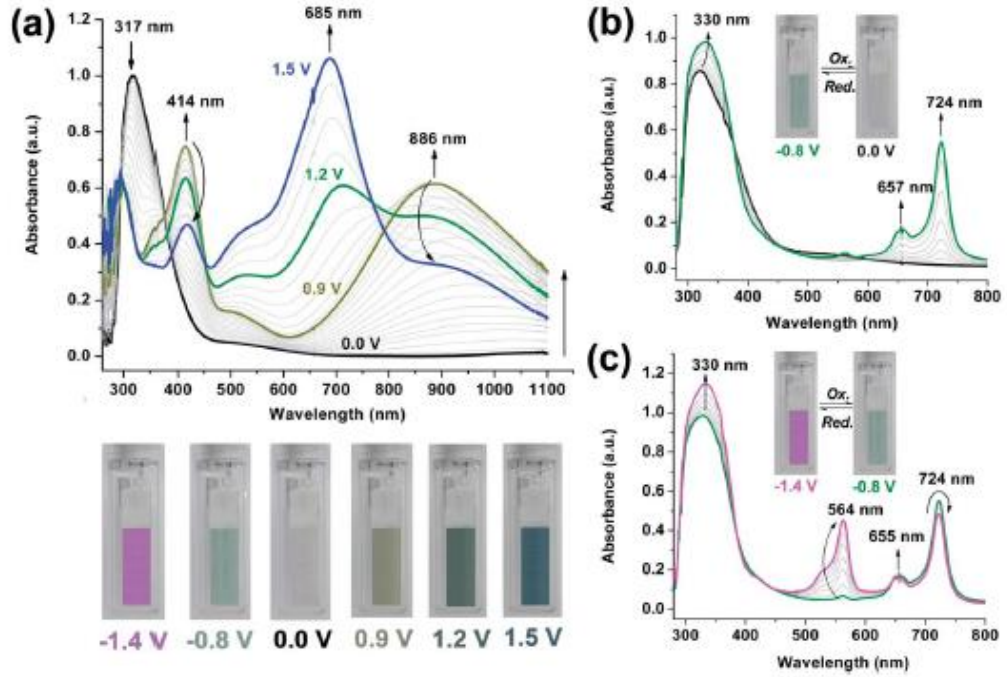 (a)
317 nm
414 nm
685 nm
1.5 V
886 nm
1.2 V
0.9 V
0.0 V
Absorbance (a.u.)
1.2
1.0
0.8
0.6
0.4
0.2
0.0
300 400 500 600 700 800 900 1000 1100
Wavelength (nm)
-1.4 V -0.8 V 0.0 V 0.9 V 1.2 V 1.5 V
(b)
330 nm
Ox.
Red.
-0.8 V
0.0 V
724 nm
657 nm
Absorbance (a.u.)
1.0
0.8
0.6
0.4
0.2
0.0
300 400 500 600 700 800
Wavelength (nm)
(c)
330 nm
Ox.
Red.
-1.4 V
-0.8 V
724 nm
564 nm
655 nm
Absorbance (a.u.)
1.2
1.0
0.8
0.6
0.4
0.2
0.0
300 400 500 600 700 800
Wavelength (nm)